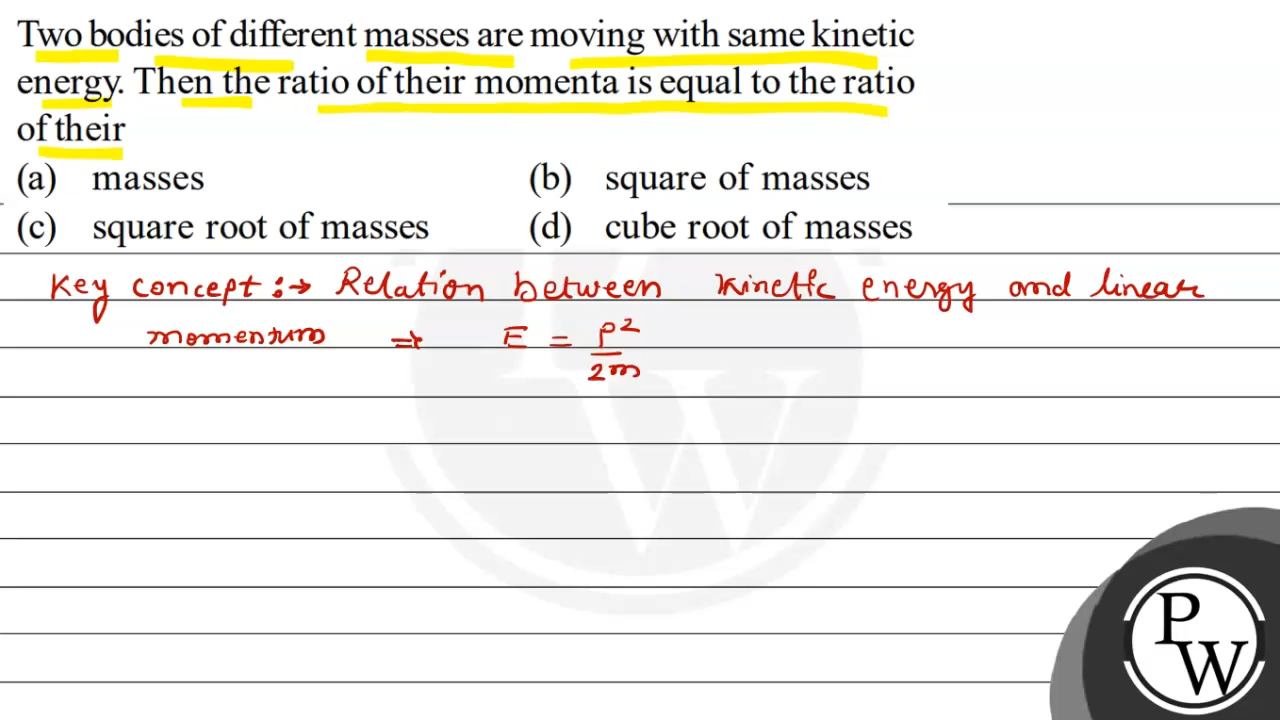 Two bodies of different masses are moving with same kinetic
energy. Then the ratio of their momenta is equal to the ratio
of their
(a) masses (b) square of masses
(c) square root of masses (d) cube root of masses
Key concept :→ Relation between kinetic energy and linear
momentum ⇒ E = P²/2m
PW